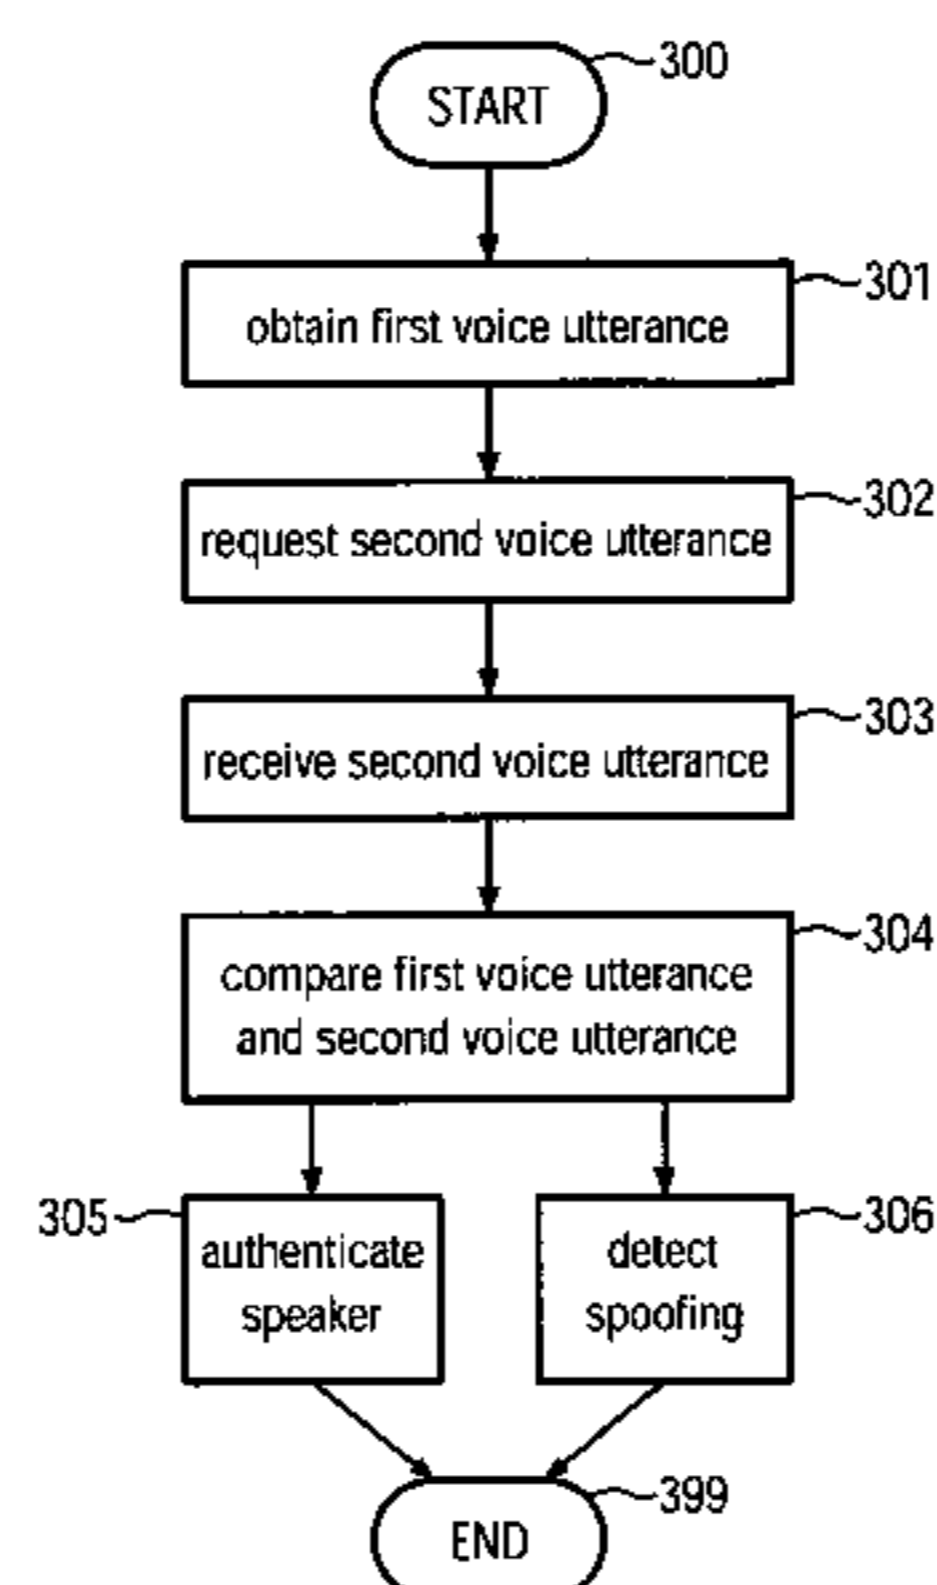 300
START
301
obtain first voice utterance
302
request second voice utterance
303
receive second voice utterance
304
compare first voice utterance
and second voice utterance
305
authenticate
speaker
306
detect
spoofing
399
END